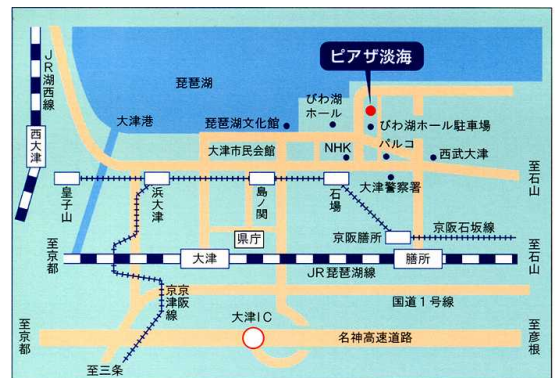 ピアザ淡海
JR湖西線
琵琶湖
びわ湖
ホール
大津港
琵琶湖文化館
びわ湖ホール駐車場
西大津
大津市民会館
NHK
パルコ
西武大津
至石山
皇子山
浜大津
島ノ関
石場
大津警察署
県庁
京阪膳所
京阪石坂線
至京都
大津
膳所
至石山
JR琵琶湖線
京阪
京津線
国道1号線
大津IC
至京都
名神高速道路
至彦根
至三条